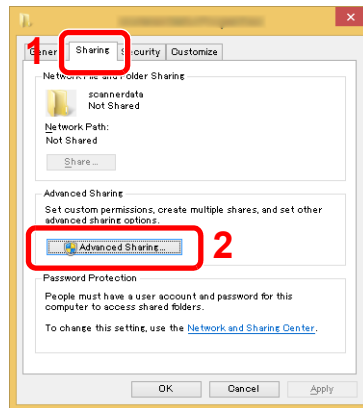 1
General Sharing Security Customize
Network File and Folder Sharing
scannerdata
Not Shared
Network Path:
Not Shared
Share...
Advanced Sharing
Set custom permissions, create multiple shares, and set other
advanced sharing options.
Advanced Sharing...
2
Password Protection
People must have a user account and password for this
computer to access shared folders.
To change this setting, use the Network and Sharing Center.
OK Cancel Apply